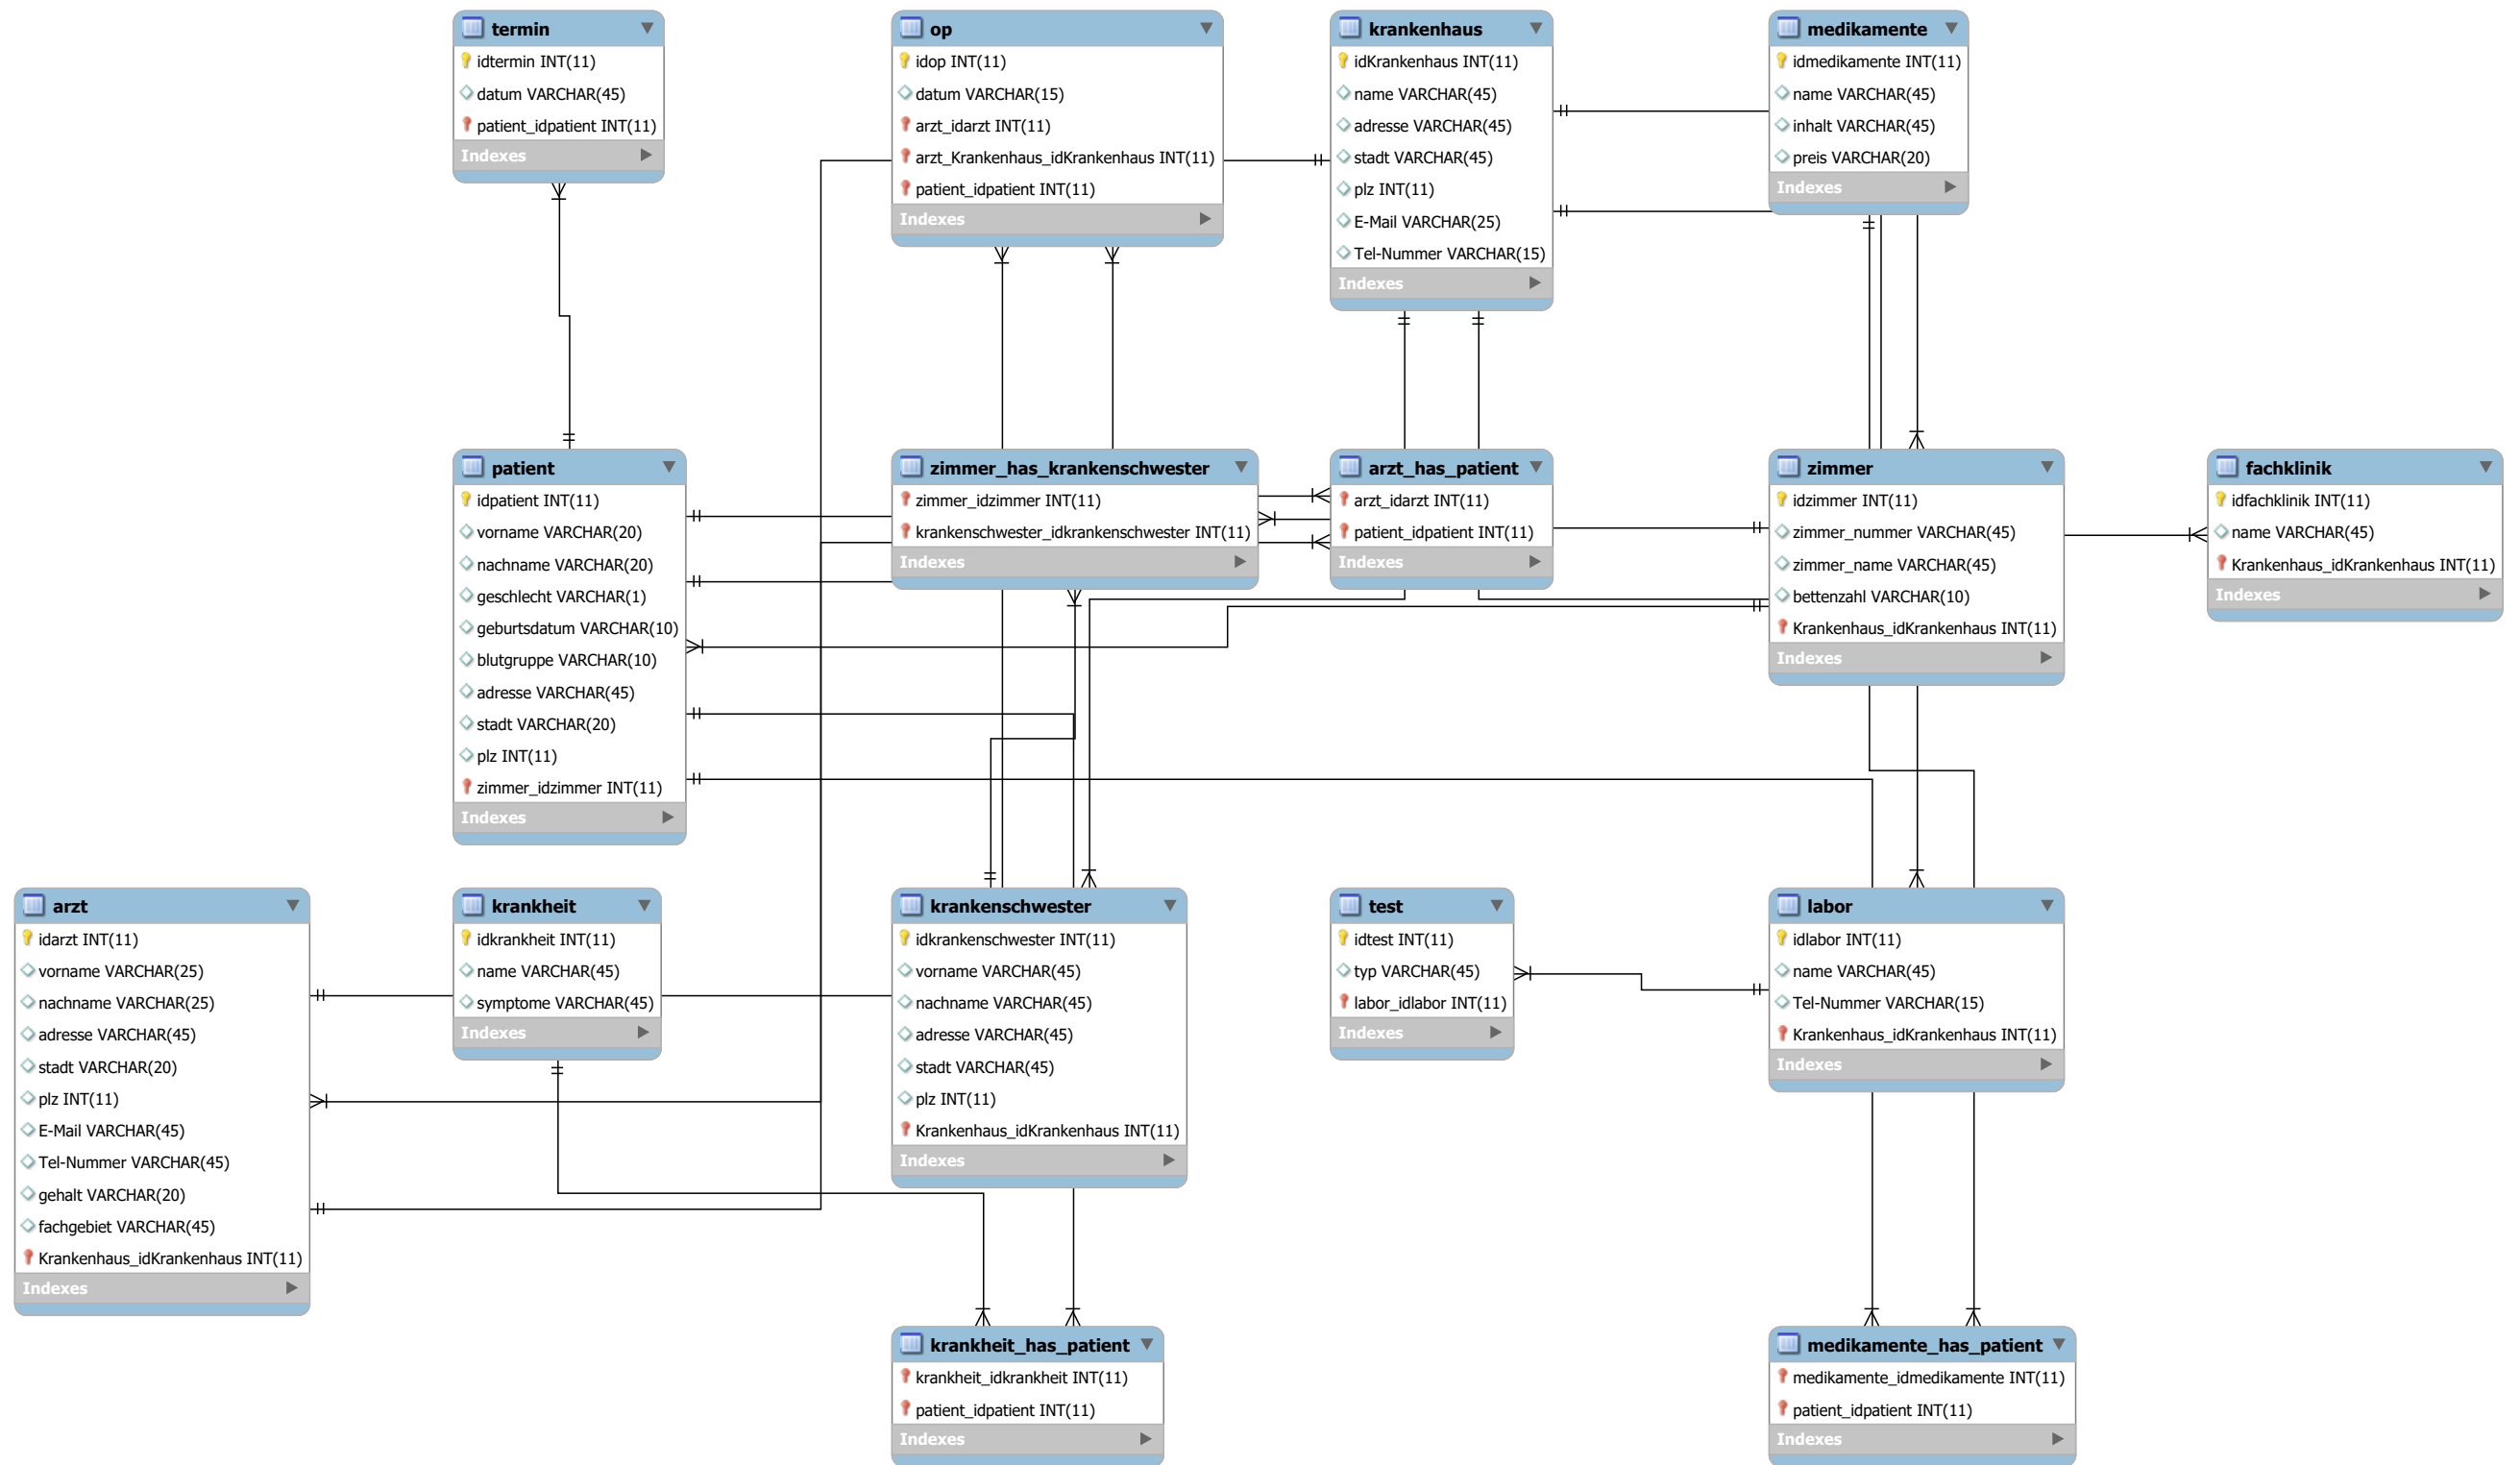 termin
idtermin INT(11)
datum VARCHAR(45)
patient_idpatient INT(11)
Indexes
op
idop INT(11)
datum VARCHAR(15)
arzt_idarzt INT(11)
arzt_Krankenhaus_idKrankenhaus INT(11)
patient_idpatient INT(11)
Indexes
krankenhaus
idKrankenhaus INT(11)
name VARCHAR(45)
adresse VARCHAR(45)
stadt VARCHAR(45)
plz INT(11)
E-Mail VARCHAR(25)
Tel-Nummer VARCHAR(15)
Indexes
medikamente
idmedikamente INT(11)
name VARCHAR(45)
inhalt VARCHAR(45)
preis VARCHAR(20)
Indexes
patient
idpatient INT(11)
vorname VARCHAR(20)
nachname VARCHAR(20)
geschlecht VARCHAR(1)
geburtsdatum VARCHAR(10)
blutgruppe VARCHAR(10)
adresse VARCHAR(45)
stadt VARCHAR(20)
plz INT(11)
zimmer_idzimmer INT(11)
Indexes
zimmer_has_krankenschwester
zimmer_idzimmer INT(11)
krankenschwester_idkrankenschwester INT(11)
Indexes
arzt_has_patient
arzt_idarzt INT(11)
patient_idpatient INT(11)
Indexes
zimmer
idzimmer INT(11)
zimmer_nummer VARCHAR(45)
zimmer_name VARCHAR(45)
bettenzahl VARCHAR(10)
Krankenhaus_idKrankenhaus INT(11)
Indexes
fachklinik
idfachklinik INT(11)
name VARCHAR(45)
Krankenhaus_idKrankenhaus INT(11)
Indexes
arzt
idarzt INT(11)
vorname VARCHAR(25)
nachname VARCHAR(25)
adresse VARCHAR(45)
stadt VARCHAR(20)
plz INT(11)
E-Mail VARCHAR(45)
Tel-Nummer VARCHAR(45)
gehalt VARCHAR(20)
fachgebiet VARCHAR(45)
Krankenhaus_idKrankenhaus INT(11)
Indexes
krankheit
idkrankheit INT(11)
name VARCHAR(45)
symptome VARCHAR(45)
Indexes
krankenschwester
idkrankenschwester INT(11)
vorname VARCHAR(45)
nachname VARCHAR(45)
adresse VARCHAR(45)
stadt VARCHAR(45)
plz INT(11)
Krankenhaus_idKrankenhaus INT(11)
Indexes
test
idtest INT(11)
typ VARCHAR(45)
labor_idlabor INT(11)
Indexes
labor
idlabor INT(11)
name VARCHAR(45)
Tel-Nummer VARCHAR(15)
Krankenhaus_idKrankenhaus INT(11)
Indexes
krankheit_has_patient
krankheit_idkrankheit INT(11)
patient_idpatient INT(11)
Indexes
medikamente_has_patient
medikamente_idmedikamente INT(11)
patient_idpatient INT(11)
Indexes